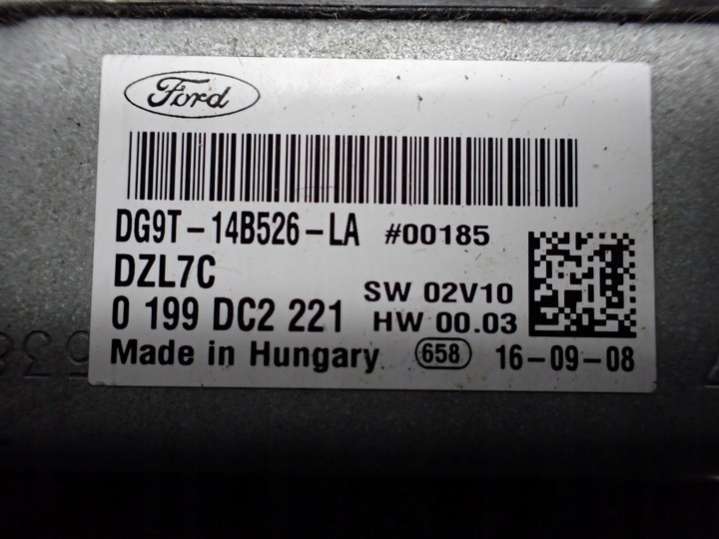 Ford
DG9T-14B526-LA #00185
DZL7C
SW 02V10
0 199 DC2 221 HW 00.03
Made in Hungary 658 16-09-08